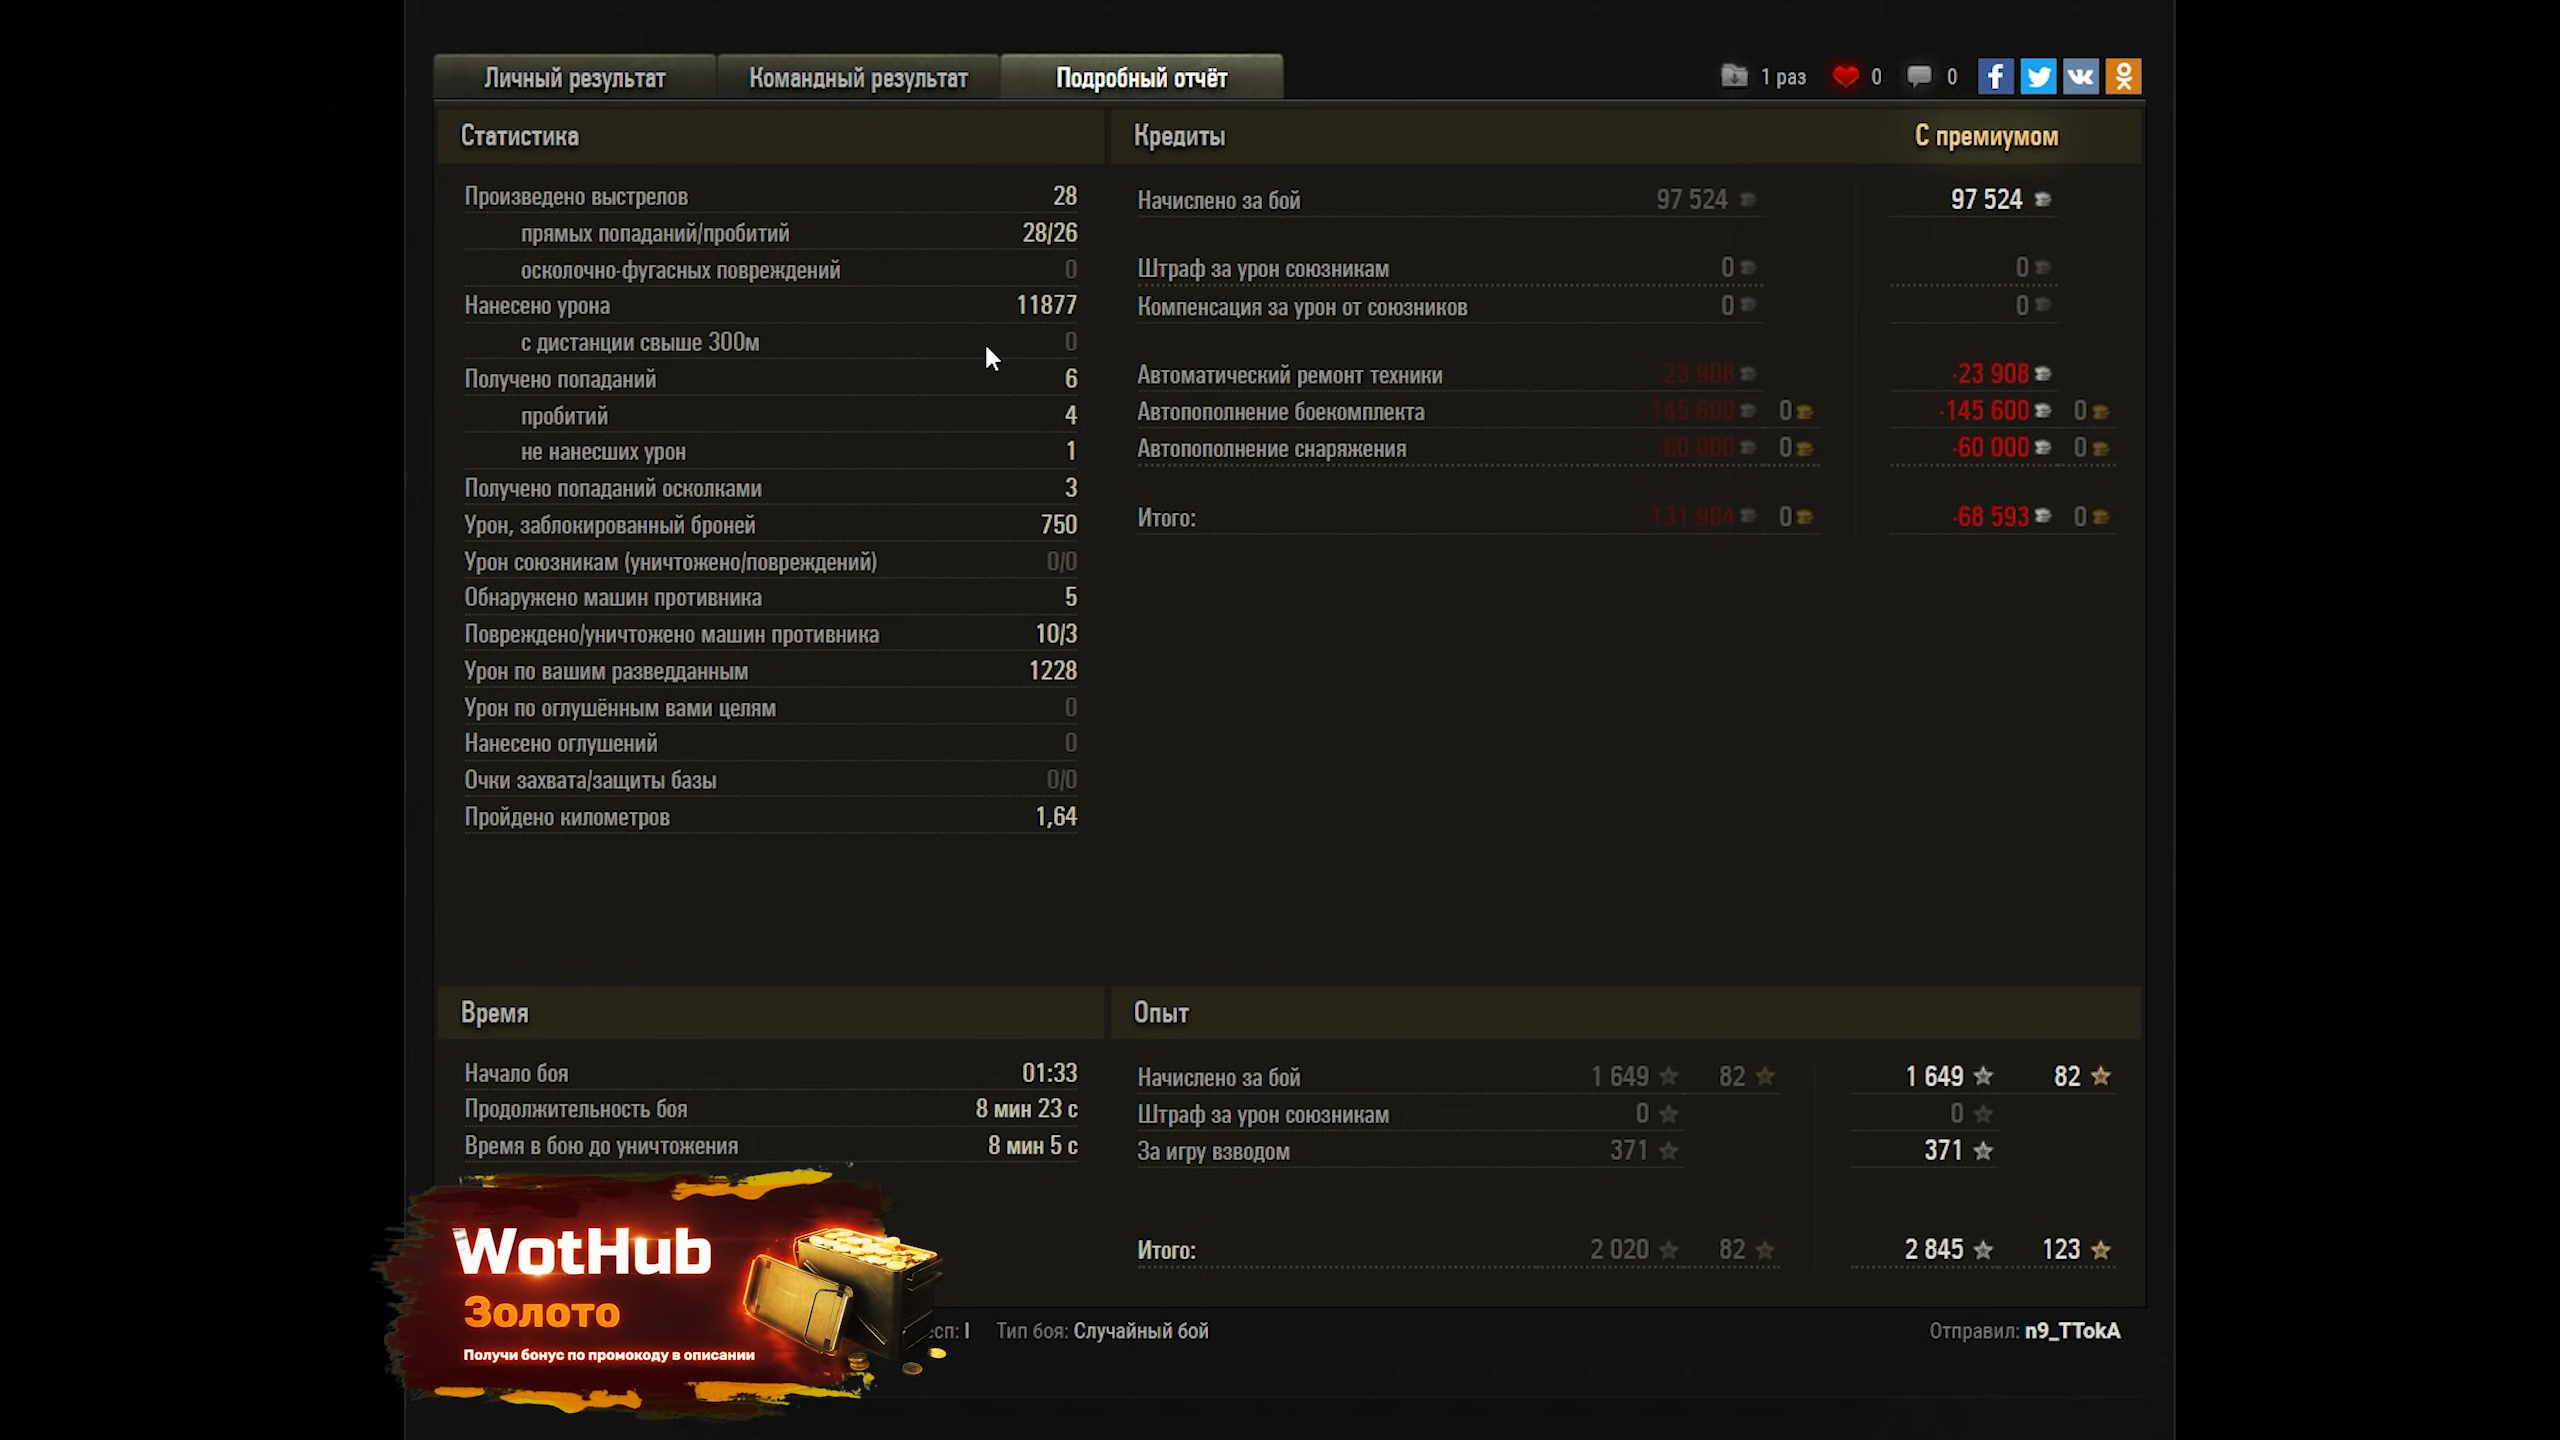 Личный результат Командный результат Подробный отчёт 1 раз 0 0
Статистика
Произведено выстрелов 28
прямых попаданий/пробитий 28/26
осколочно-фугасных повреждений 0
Нанесено урона 11877
с дистанции свыше 300м 0
Получено попаданий 6
пробитий 4
не нанесших урон 1
Получено попаданий осколками 3
Урон, заблокированный броней 750
Урон союзникам (уничтожено/повреждений) 0/0
Обнаружено машин противника 5
Повреждено/уничтожено машин противника 10/3
Урон по вашим разведданным 1228
Урон по оглушённым вами целям 0
Нанесено оглушений 0
Очки захвата/защиты базы 0/0
Пройдено километров 1,64
Кредиты С премиумом
Начислено за бой 97 524 97 524
Штраф за урон союзникам 0 0
Компенсация за урон от союзников 0 0
Автоматический ремонт техники -23 908 -23 908
Автопополнение боекомплекта -145 600 0 -145 600 0
Автопополнение снаряжения -60 000 0 -60 000 0
Итого: -131 984 0 -68 593 0
Время
Начало боя 01:33
Продолжительность боя 8 мин 23 с
Время в бою до уничтожения 8 мин 5 с
Опыт
Начислено за бой 1 649 82 1 649 82
Штраф за урон союзникам 0 0
За игру взводом 371 371
Итого: 2 020 82 2 845 123
WotHub
Золото
Получи бонус по промокоду в описании
есп: I Тип боя: Случайный бой Отправил: n9_TTokA